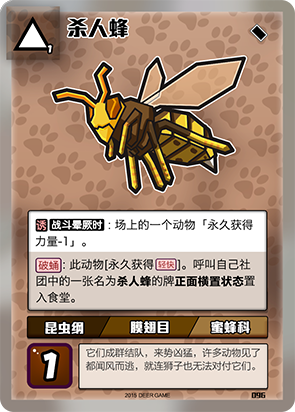 杀人蜂
1
诱 战斗晕厥时：场上的一个动物「永久获得
力量-1」。
破蛹：此动物[永久获得 轻快]。呼叫自己社
团中的一张名为杀人蜂的牌正面横置状态置
入食堂。
昆虫纲 膜翅目 蜜蜂科
1
它们成群结队，来势凶猛，许多动物见了
都闻风而逃，就连狮子也无法对付它们。
2015 DEER GAME
096